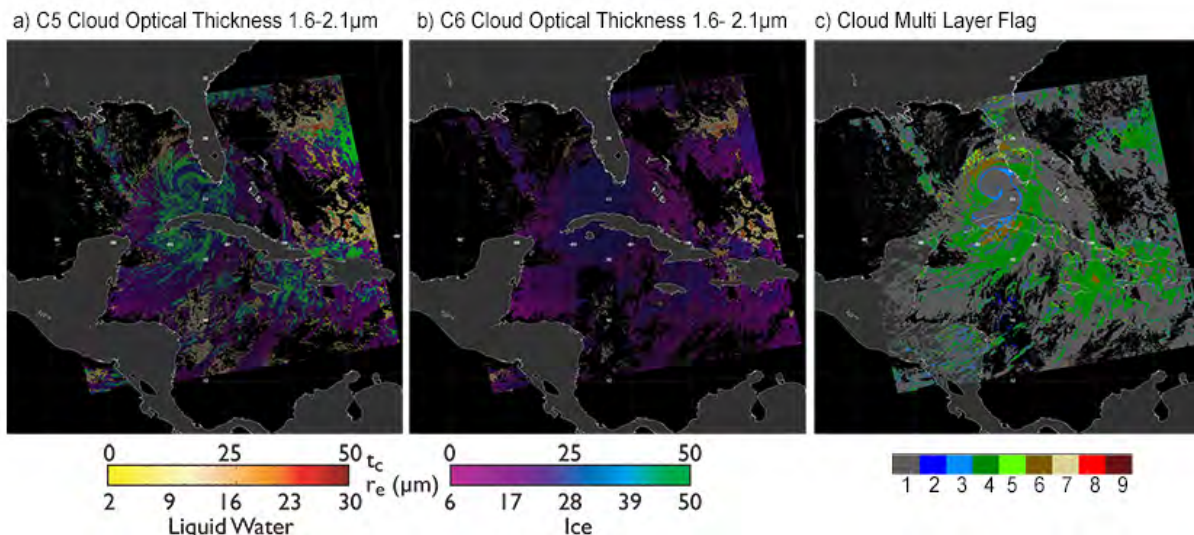 a) C5 Cloud Optical Thickness 1.6-2.1µm
b) C6 Cloud Optical Thickness 1.6- 2.1µm
c) Cloud Multi Layer Flag
0 25 50 t_c
r_e (µm)
2 9 16 23 30
Liquid Water
0 25 50
6 17 28 39 50
Ice
1 2 3 4 5 6 7 8 9